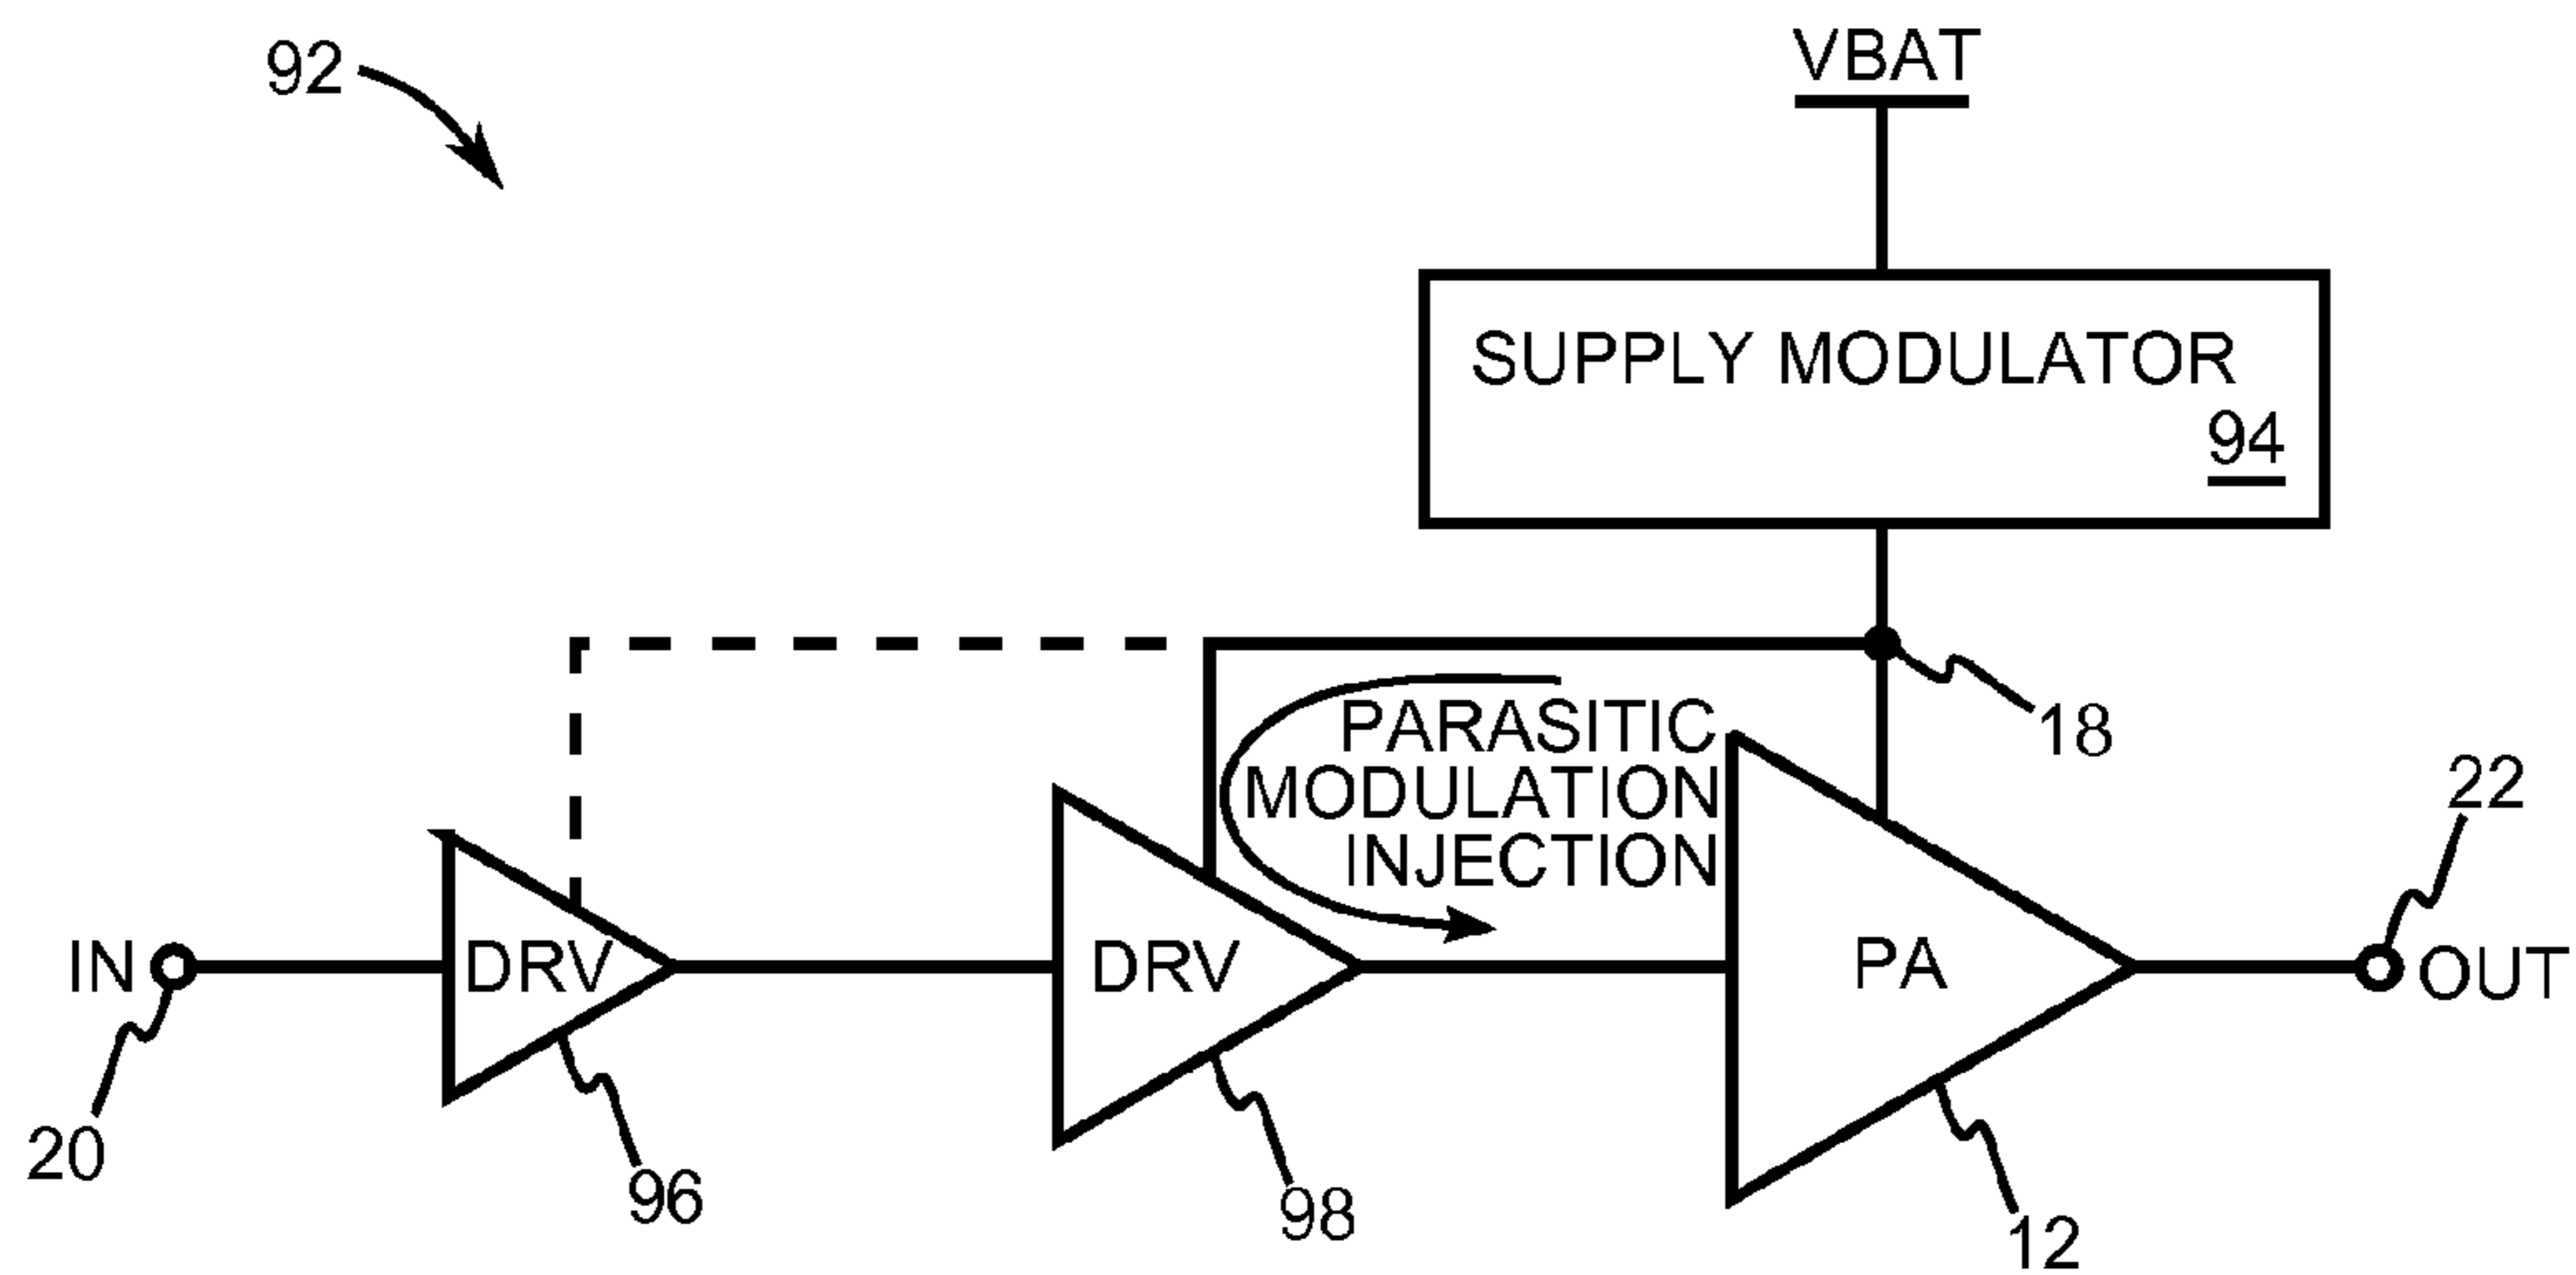 92
VBAT
SUPPLY MODULATOR
94
PARASITIC
MODULATION
INJECTION
18
22
IN
DRV
DRV
PA
OUT
20
96
98
12